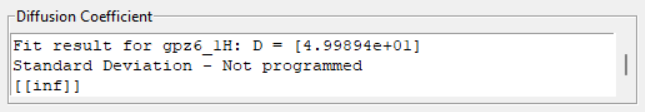 Diffusion Coefficient
Fit result for gpz6_1H: D = [4.99894e+01]
Standard Deviation - Not programmed
[[inf]]